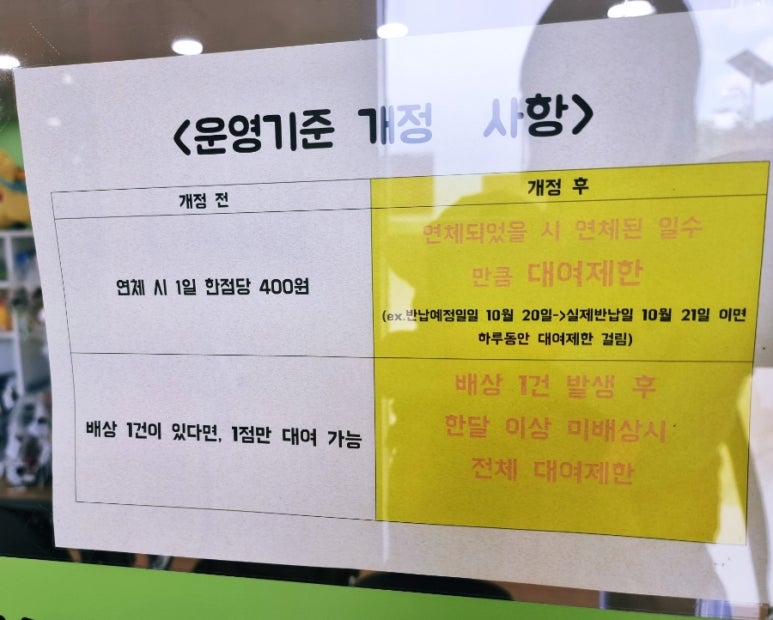 <운영기준 개정 사항>
개정 전
개정 후
연체 시 1일 한점당 400원
연체되었을 시 연체된 일수
만큼 대여제한
(ex.반납예정일일 10월 20일->실제반납일 10월 21일 이면
하루동안 대여제한 걸림)
배상 1건이 있다면, 1점만 대여 가능
배상 1건 발생 후
한달 이상 미배상시
전체 대여제한